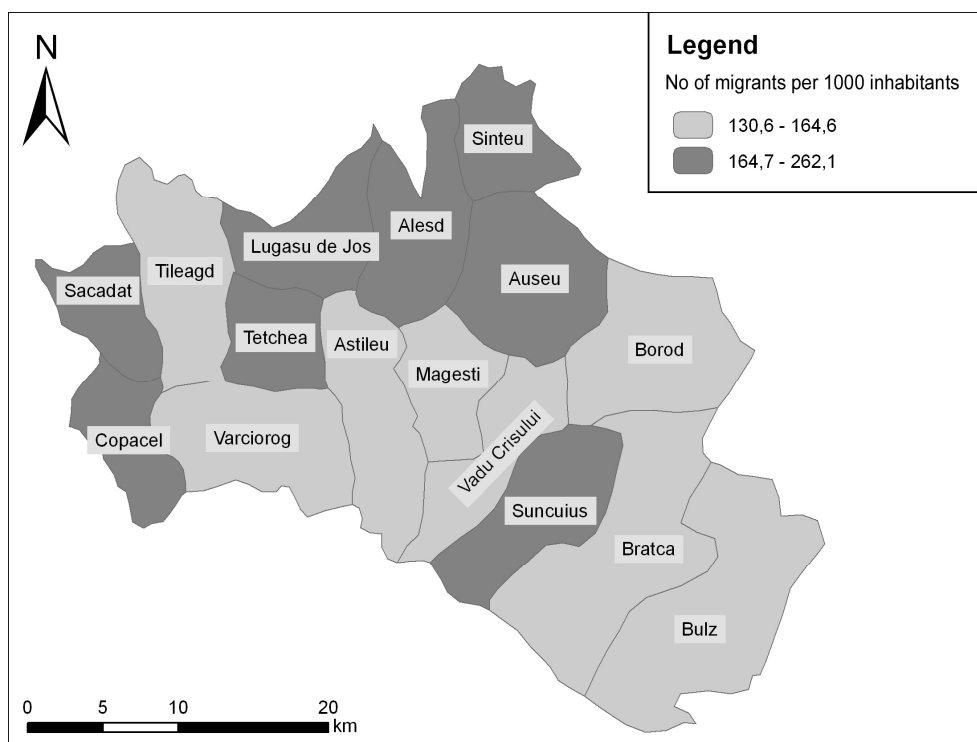 N
Legend
No of migrants per 1000 inhabitants
130,6 - 164,6
164,7 - 262,1
Sinteu
Alesd
Lugasu de Jos
Tileagd
Auseu
Sacadat
Tetchea
Astileu
Borod
Magesti
Copacel
Varciorog
Vadu Crisului
Suncuius
Bratca
Bulz
0 5 10 20
km